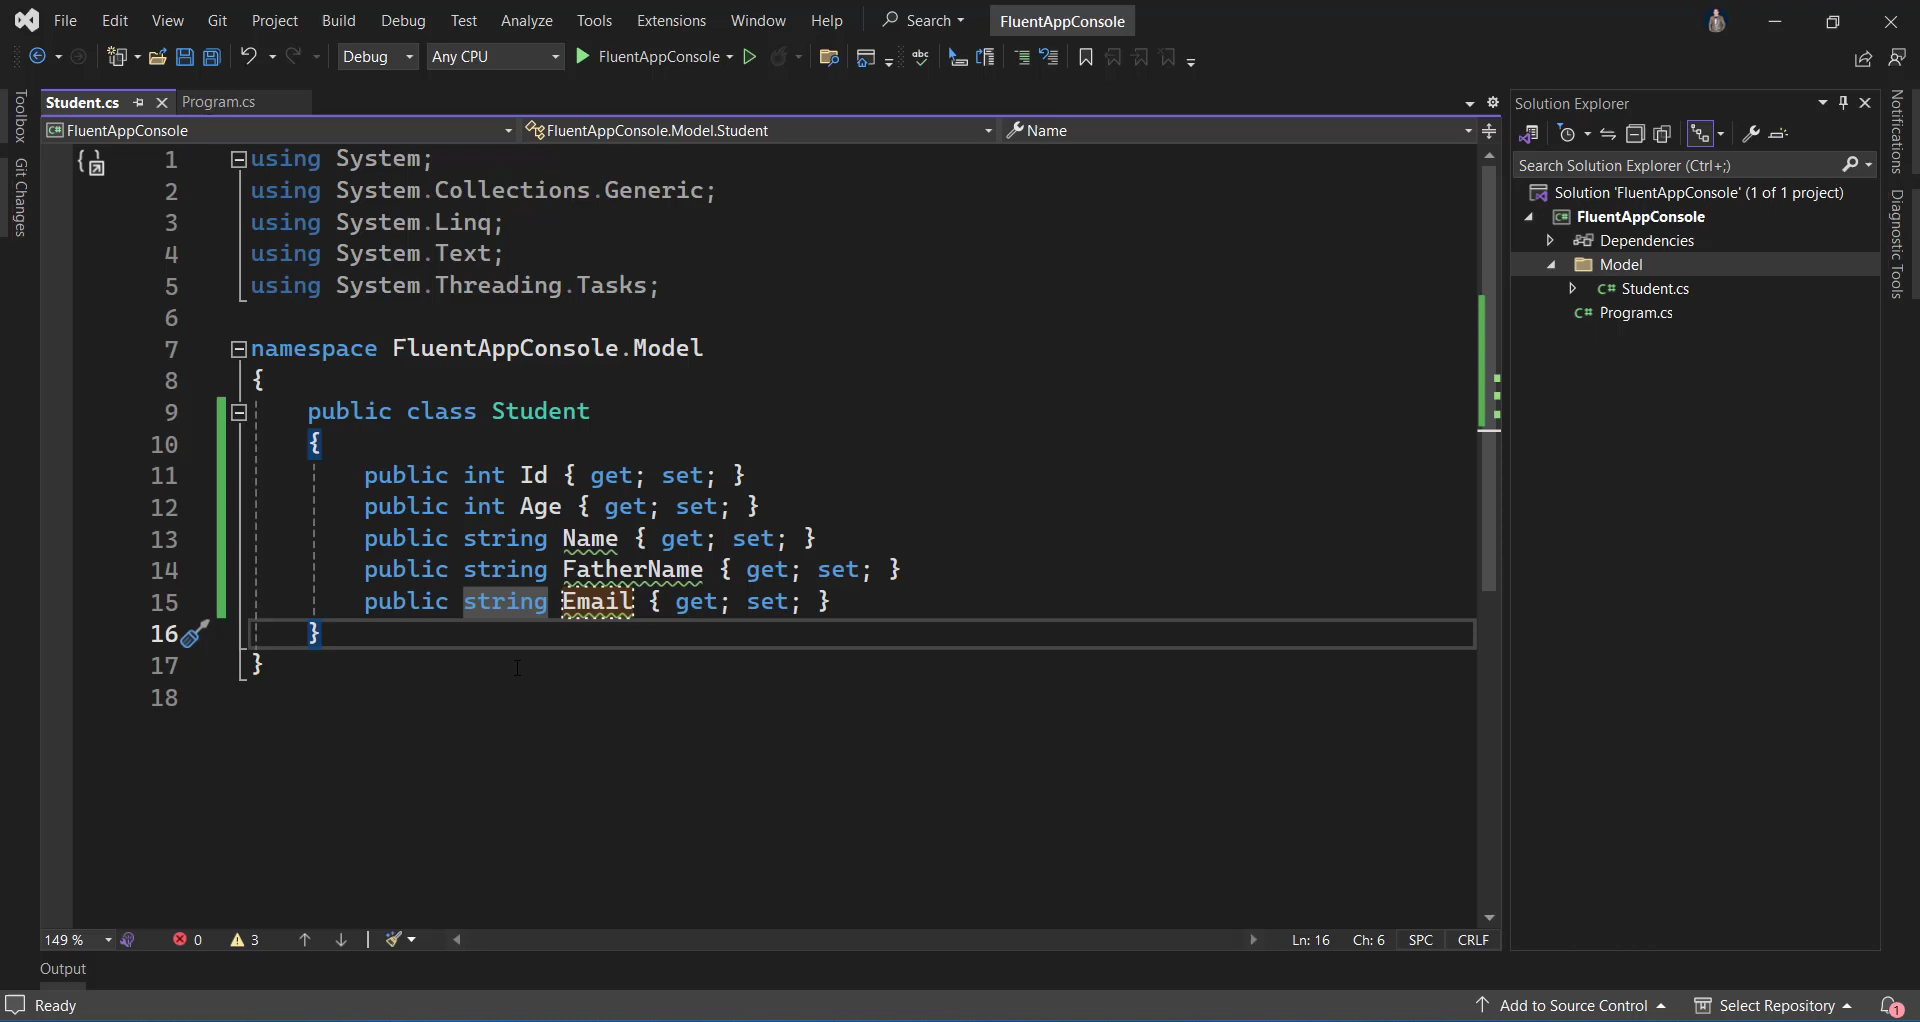 File Edit View Git Project Build Debug Test Analyze Tools Extensions Window Help Search FluentAppConsole
Debug Any CPU FluentAppConsole abc
Toolbox
Git Changes
Student.cs Program.cs
FluentAppConsole FluentAppConsole.Model.Student Name
1 using System;
2 using System.Collections.Generic;
3 using System.Linq;
4 using System.Text;
5 using System.Threading.Tasks;
6
7 namespace FluentAppConsole.Model
8 {
9 public class Student
10 {
11 public int Id { get; set; }
12 public int Age { get; set; }
13 public string Name { get; set; }
14 public string FatherName { get; set; }
15 public string Email { get; set; }
16 }
17 }
18
149 % 0 3 Ln: 16 Ch: 6 SPC CRLF
Output
Solution Explorer
Search Solution Explorer (Ctrl+;)
Solution 'FluentAppConsole' (1 of 1 project)
C# FluentAppConsole
Dependencies
Model
C# Student.cs
C# Program.cs
Notifications
Diagnostic Tools
Ready Add to Source Control Select Repository 1